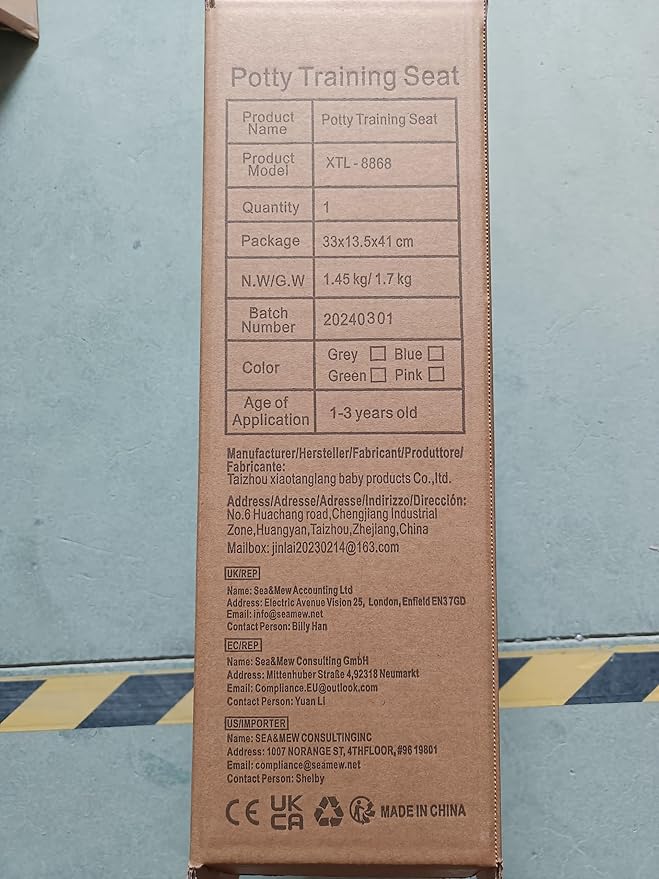 Potty Training Seat
Product Name Potty Training Seat
Product Model XTL-8868
Quantity 1
Package 33x13.5x41 cm
N.W/G.W 1.45 kg/ 1.7 kg
Batch Number 20240301
Color Grey Blue
Green Pink
Age of Application 1-3 years old
Manufacturer/Hersteller/Fabricant/Produttore/
Fabricante:
Taizhou xiaotanglang baby products Co.,ltd.
Address/Adresse/Adresse/Indirizzo/Dirección:
No.6 Huachang road,Chengjiang Industrial
Zone,Huangyan,Taizhou,Zhejiang,China
Mailbox: jinlai20230214@163.com
UK/REP
Name: Sea&Mew Accounting Ltd
Address: Electric Avenue Vision 25, London, Enfield EN3 7GD
Email: info@seamew.net
Contact Person: Billy Han
EC/REP
Name: Sea&Mew Consulting GmbH
Address: Mittenhuber Straße 4,92318 Neumarkt
Email: Compliance.EU@outlook.com
Contact Person: Yuan Li
US/IMPORTER
Name: SEA&MEW CONSULTINGINC
Address: 1007 NORANGE ST, 4THFLOOR,#96 19801
Email: compliance@seamew.net
Contact Person: Shelby
CE UK CA MADE IN CHINA